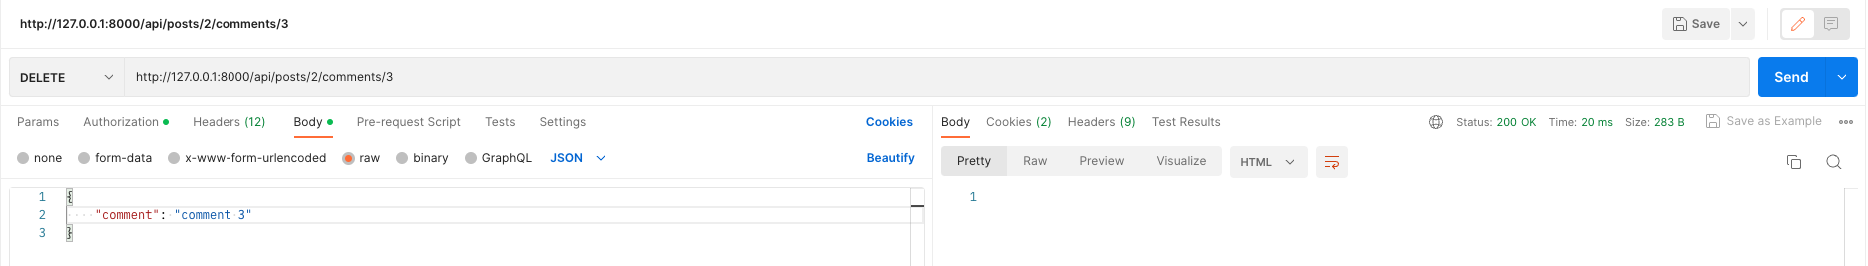 http://127.0.0.1:8000/api/posts/2/comments/3
Save
DELETE
http://127.0.0.1:8000/api/posts/2/comments/3
Send
Params Authorization Headers (12) Body Pre-request Script Tests Settings Cookies
none form-data x-www-form-urlencoded raw binary GraphQL JSON Beautify
1 {
2 "comment": "comment 3"
3 }
Body Cookies (2) Headers (9) Test Results Status: 200 OK Time: 20 ms Size: 283 B Save as Example
Pretty Raw Preview Visualize HTML
1